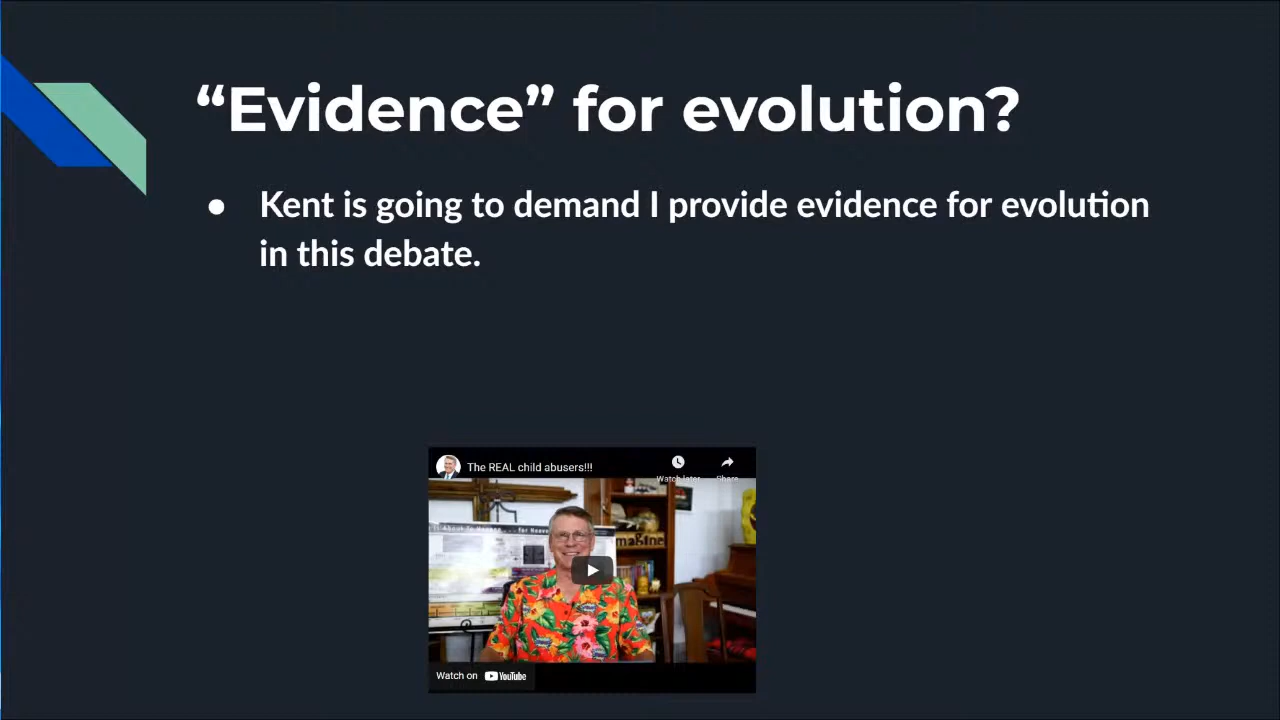 “Evidence” for evolution?
● Kent is going to demand I provide evidence for evolution
in this debate.
The REAL child abusers!!!
Watch later
Share
imagine
Watch on YouTube